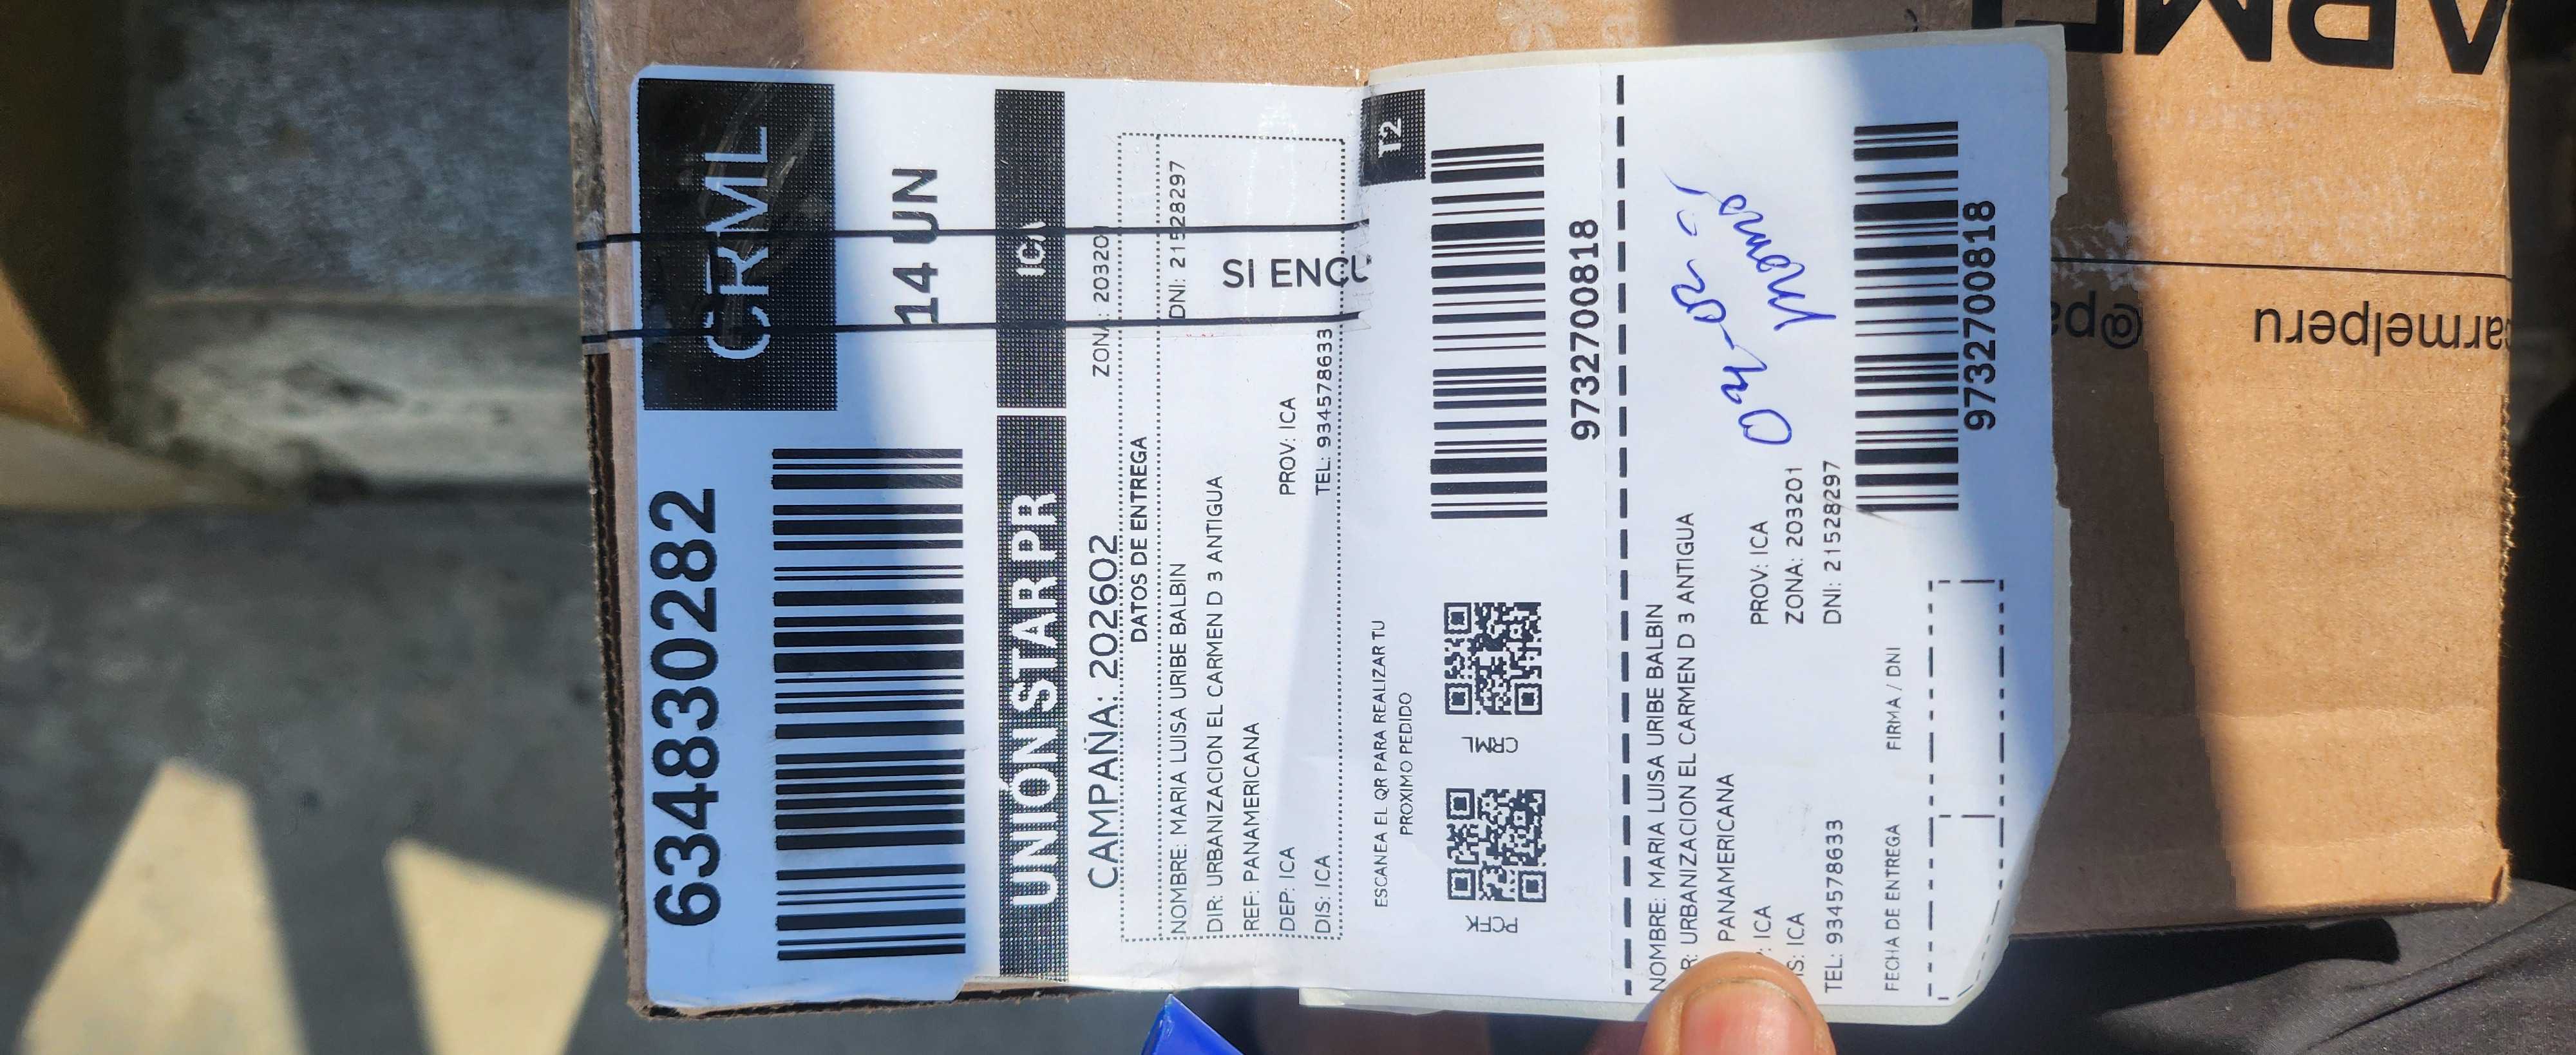 6348300282
CRML
14 UN
UNIÓN STAR PR
ICA
CAMPAÑA: 202602
ZONA: 20320
DATOS DE ENTREGA
NOMBRE: MARIA LUISA URIBE BALBIN
DNI: 21528297
DIR: URBANIZACION EL CARMEN D 3 ANTIGUA
REF: PANAMERICANA
SI ENCU
DEP: ICA
PROV: ICA
DIS: ICA
TEL: 934578633
T2
ESCANEA EL QR PARA REALIZAR TU
PROXIMO PEDIDO
PCFK
CRML
9732700818
NOMBRE: MARIA LUISA URIBE BALBIN
R: URBANIZACION EL CARMEN D 3 ANTIGUA
PANAMERICANA
: ICA
PROV: ICA
IS: ICA
ZONA: 203201
TEL: 934578633
DNI: 21528297
FECHA DE ENTREGA
FIRMA / DNI
9732700818
@pa
armelperu